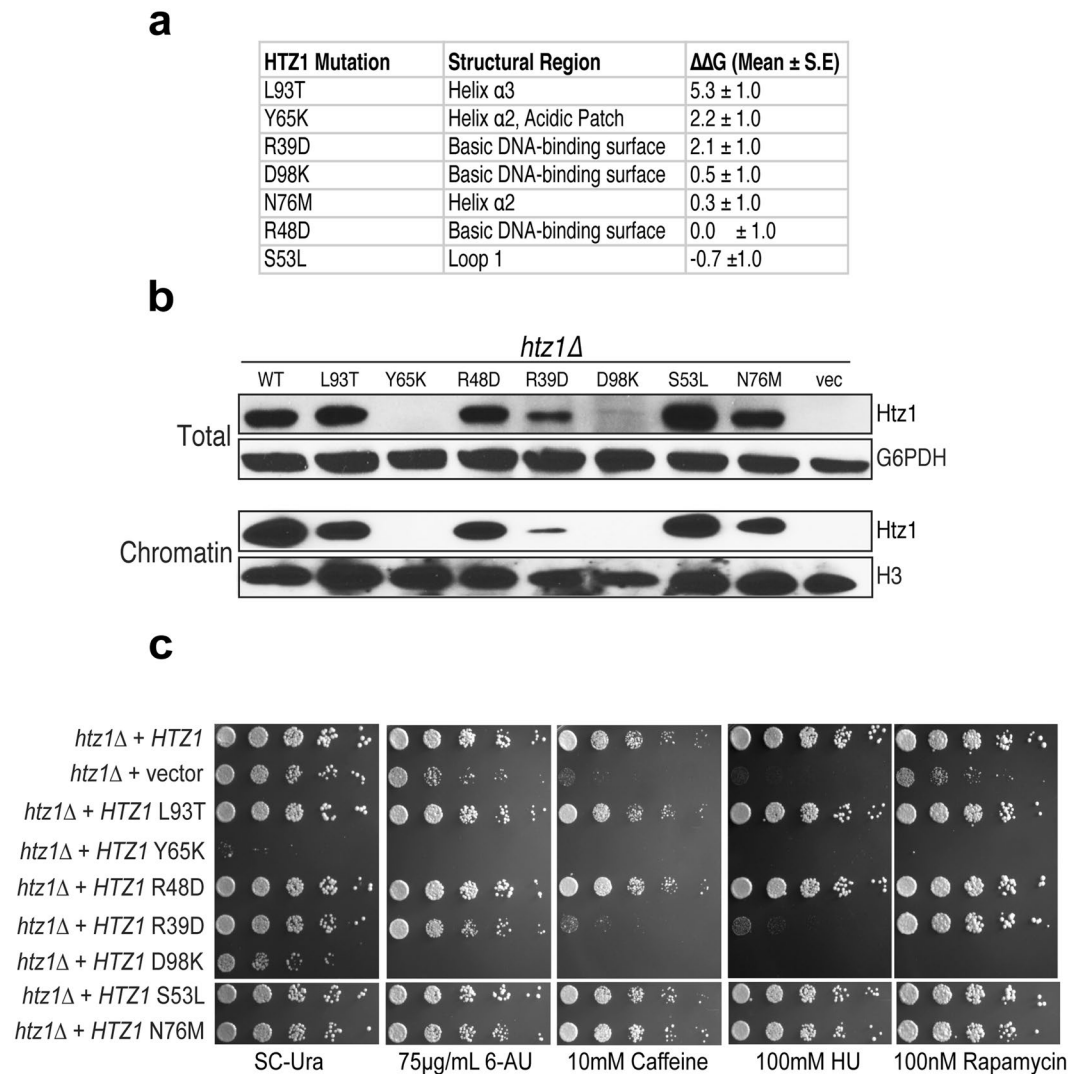 a
HTZ1 Mutation Structural Region ΔΔG (Mean ± S.E)
L93T Helix α3 5.3 ± 1.0
Y65K Helix α2, Acidic Patch 2.2 ± 1.0
R39D Basic DNA-binding surface 2.1 ± 1.0
D98K Basic DNA-binding surface 0.5 ± 1.0
N76M Helix α2 0.3 ± 1.0
R48D Basic DNA-binding surface 0.0 ± 1.0
S53L Loop 1 -0.7 ±1.0
b
htz1Δ
WT L93T Y65K R48D R39D D98K S53L N76M vec
Total Htz1
G6PDH
Chromatin Htz1
H3
c
htz1Δ + HTZ1
htz1Δ + vector
htz1Δ + HTZ1 L93T
htz1Δ + HTZ1 Y65K
htz1Δ + HTZ1 R48D
htz1Δ + HTZ1 R39D
htz1Δ + HTZ1 D98K
htz1Δ + HTZ1 S53L
htz1Δ + HTZ1 N76M
SC-Ura 75µg/mL 6-AU 10mM Caffeine 100mM HU 100nM Rapamycin